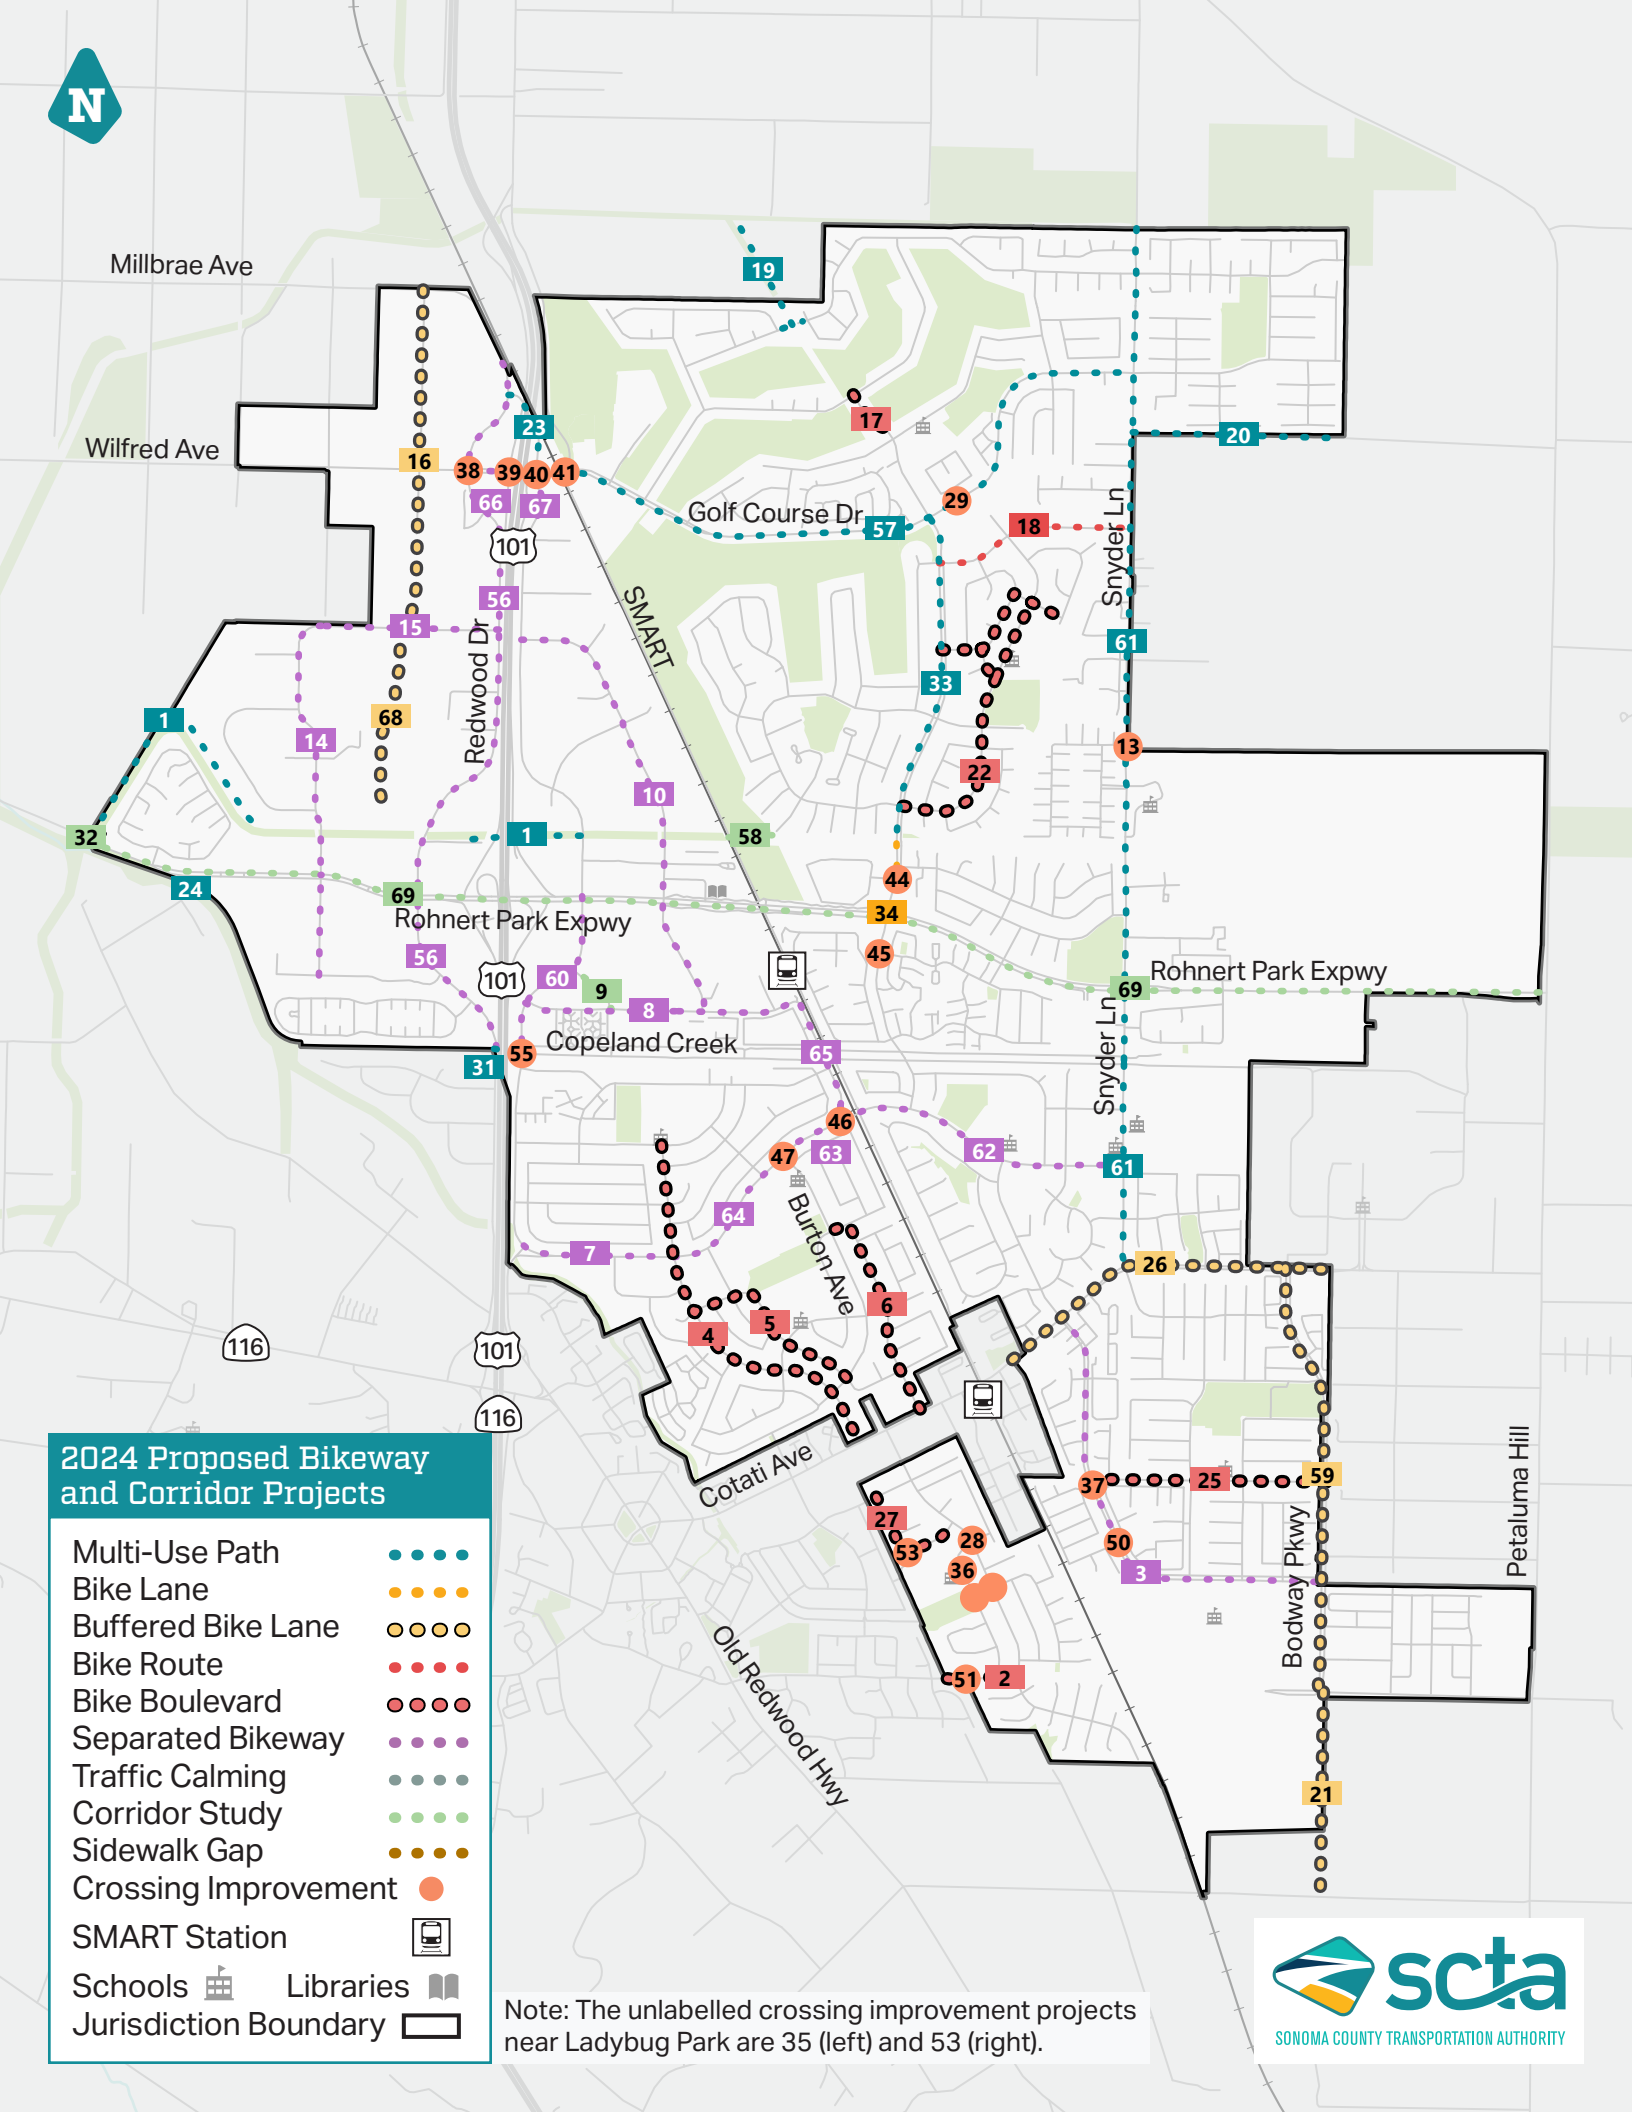 N
Millbrae Ave
19
Wilfred Ave
23
17
20
16
38
39
40
41
66
67
29
Golf Course Dr
57
18
Snyder Ln
101
56
SMART
15
Redwood Dr
61
33
1
68
14
13
22
10
32
1
58
44
24
69
34
Rohnert Park Expwy
45
56
101
60
9
Rohnert Park Expwy
69
8
Snyder Ln
Copeland Creek
55
65
31
46
47
63
62
61
Burton Ave
64
7
26
6
5
4
116
101
116
Cotati Ave
Petaluma Hill
37
25
59
27
28
53
36
50
3
Bodway Pkwy
Old Redwood Hwy
51
2
21
2024 Proposed Bikeway
and Corridor Projects
Multi-Use Path
Bike Lane
Buffered Bike Lane
Bike Route
Bike Boulevard
Separated Bikeway
Traffic Calming
Corridor Study
Sidewalk Gap
Crossing Improvement
SMART Station
Schools Libraries
Jurisdiction Boundary
Note: The unlabelled crossing improvement projects
near Ladybug Park are 35 (left) and 53 (right).
scta
SONOMA COUNTY TRANSPORTATION AUTHORITY